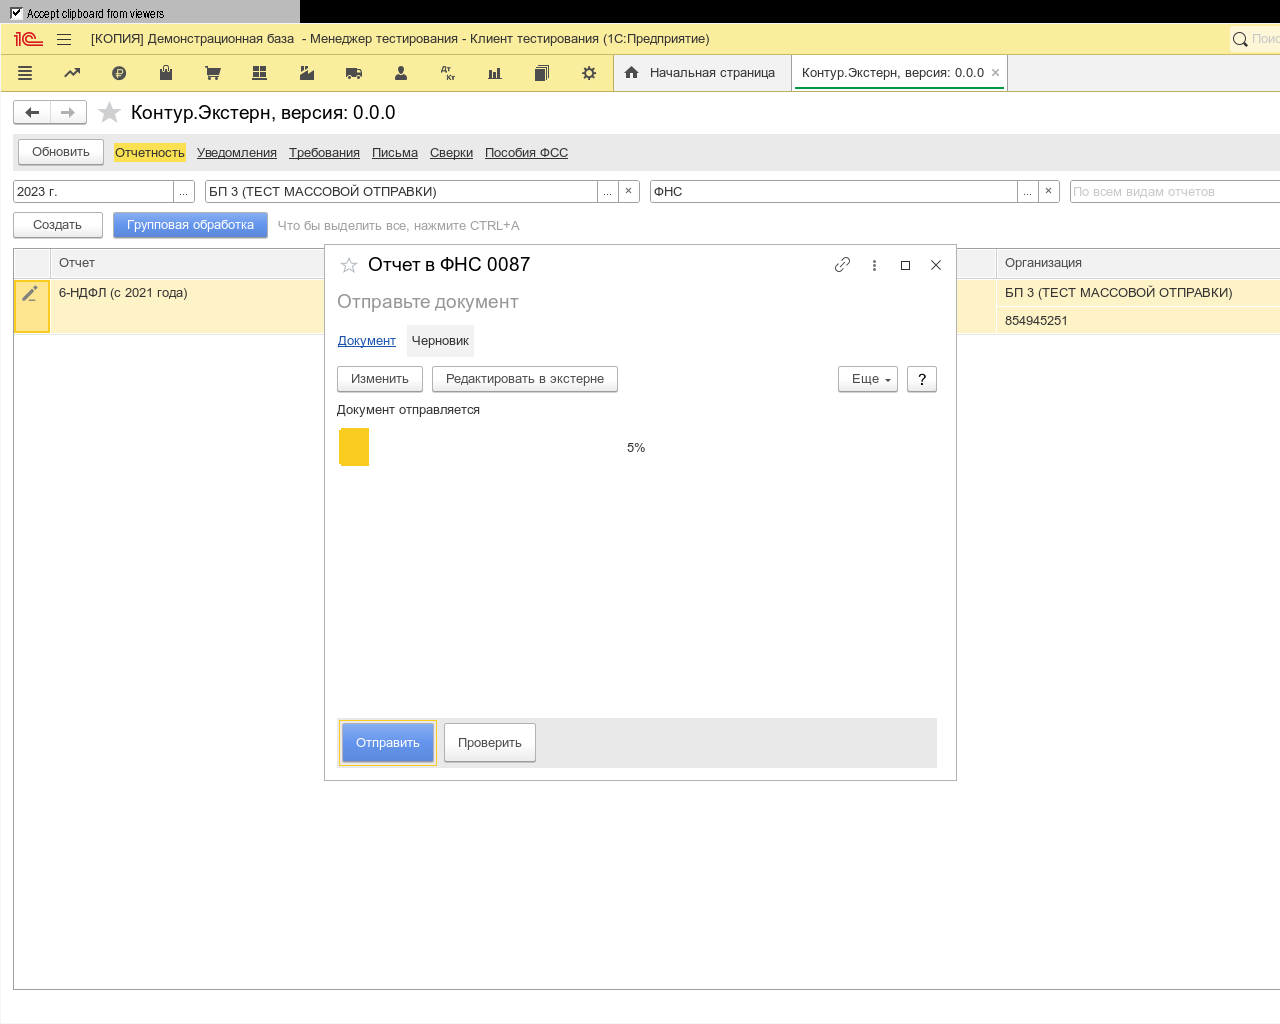 Accept clipboard from viewers
[КОПИЯ] Демонстрационная база - Менеджер тестирования - Клиент тестирования (1С:Предприятие)
Начальная страница
Контур.Экстерн, версия: 0.0.0
Контур.Экстерн, версия: 0.0.0
Обновить Отчетность Уведомления Требования Письма Сверки Пособия ФСС
2023 г. ... БП 3 (ТЕСТ МАССОВОЙ ОТПРАВКИ) ... × ФНС ... × По всем видам отчетов
Создать Групповая обработка Что бы выделить все, нажмите CTRL+A
Отчет Организация
6-НДФЛ (с 2021 года) БП 3 (ТЕСТ МАССОВОЙ ОТПРАВКИ)
854945251
Отчет в ФНС 0087
Отправьте документ
Документ Черновик
Изменить Редактировать в экстерне Еще ?
Документ отправляется
5%
Отправить Проверить